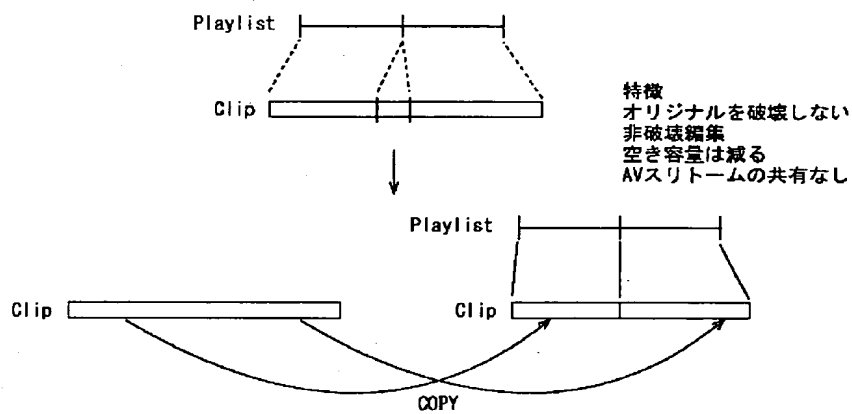 Playlist
Clip
特徴
オリジナルを破壊しない
非破壊編集
空き容量は減る
AVスリトームの共有なし
Playlist
Clip
Clip
COPY